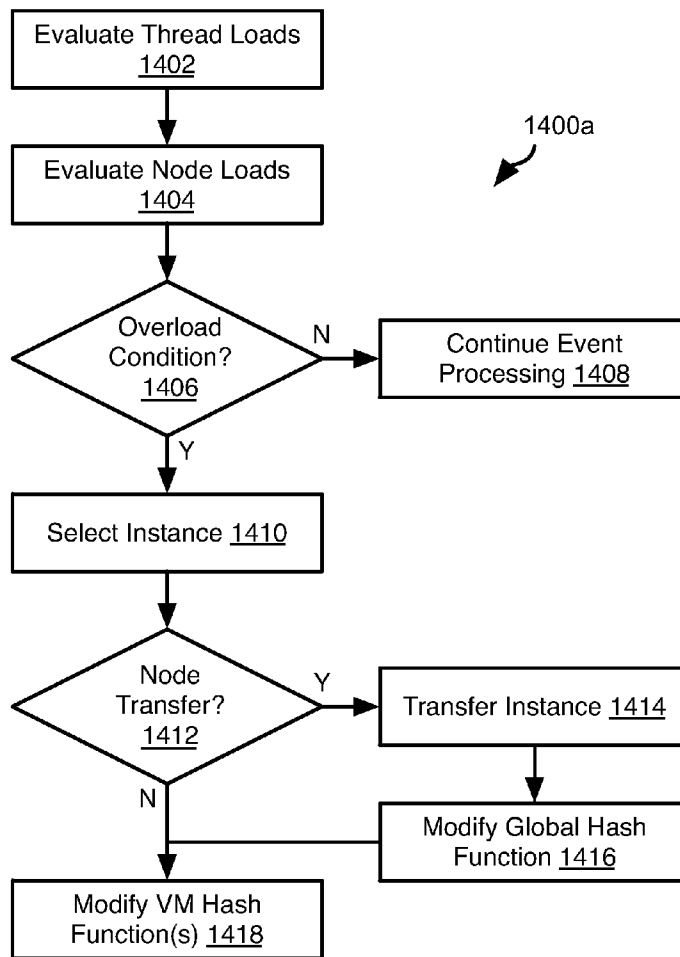 Evaluate Thread Loads
1402
1400a
Evaluate Node Loads
1404
Overload
Condition?
1406
N
Continue Event
Processing 1408
Y
Select Instance 1410
Node
Transfer?
1412
Y
Transfer Instance 1414
N
Modify Global Hash
Function 1416
Modify VM Hash
Function(s) 1418